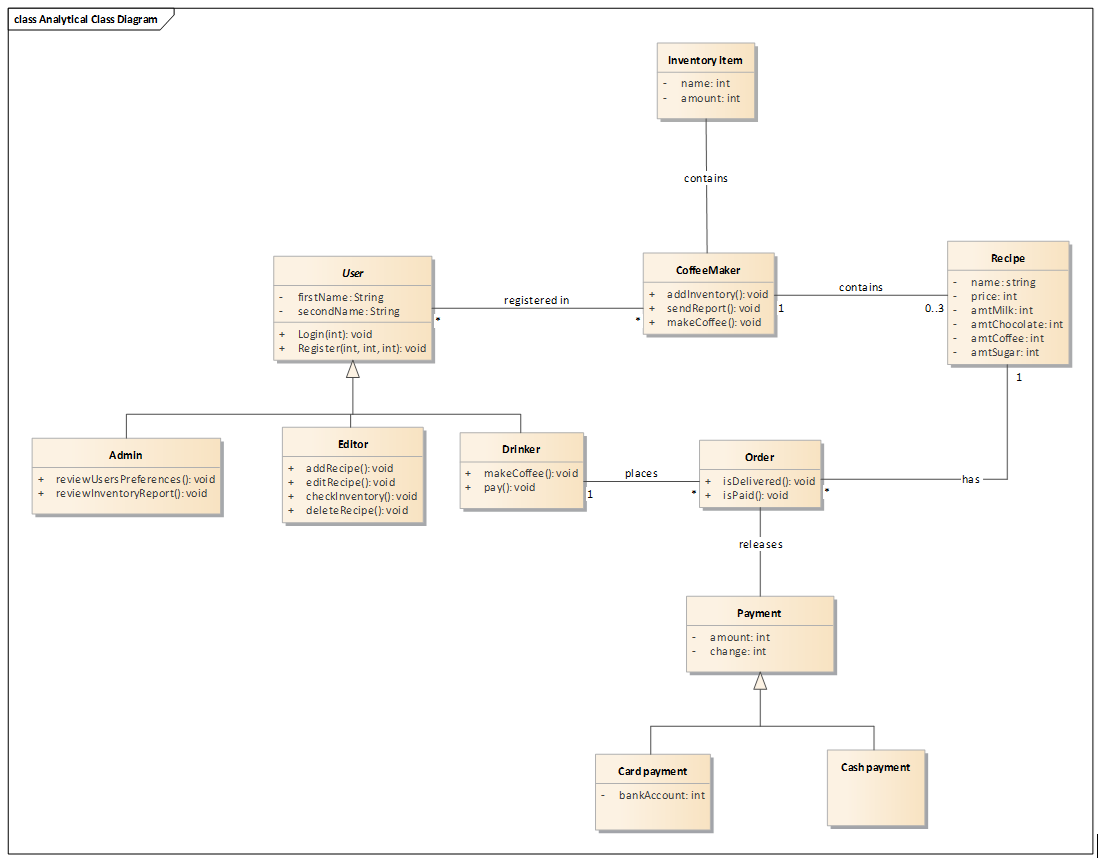 class Analytical Class Diagram
Inventory item
- name: int
- amount: int
contains
User
- firstName: String
- secondName: String
+ Login(int): void
+ Register(int, int, int): void
*
registered in
*
CoffeeMaker
+ addInventory(): void
+ sendReport(): void
+ makeCoffee(): void
1
contains
0..3
Recipe
- name: string
- price: int
- amtMilk: int
- amtChocolate: int
- amtCoffee: int
- amtSugar: int
1
Admin
+ reviewUsersPreferences(): void
+ reviewInventoryReport(): void
Editor
+ addRecipe(): void
+ editRecipe(): void
+ checkInventory(): void
+ deleteRecipe(): void
Drinker
+ makeCoffee(): void
+ pay(): void
1
places
*
Order
+ isDelivered(): void
+ isPaid(): void
*
has
releases
Payment
- amount: int
- change: int
Card payment
- bankAccount: int
Cash payment